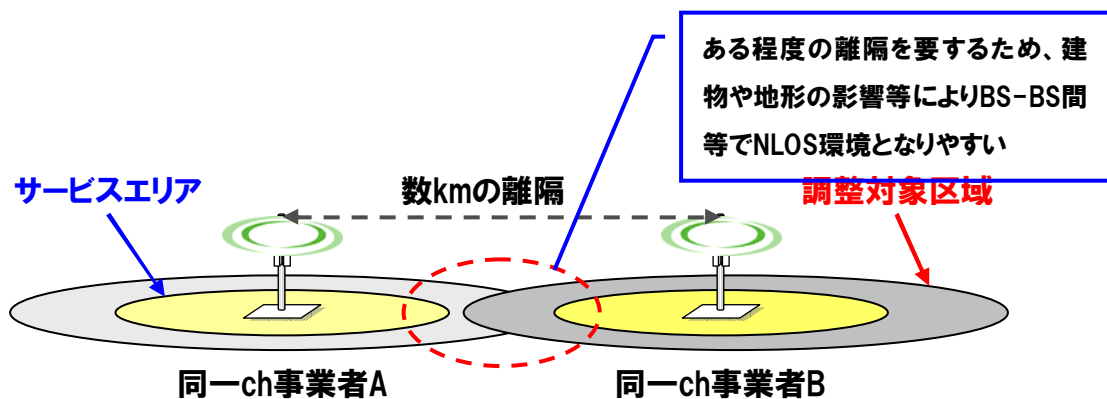 ある程度の離隔を要するため、建
物や地形の影響等によりBS-BS間
等でNLOS環境となりやすい
サービスエリア
数kmの離隔
調整対象区域
同一ch事業者A
同一ch事業者B